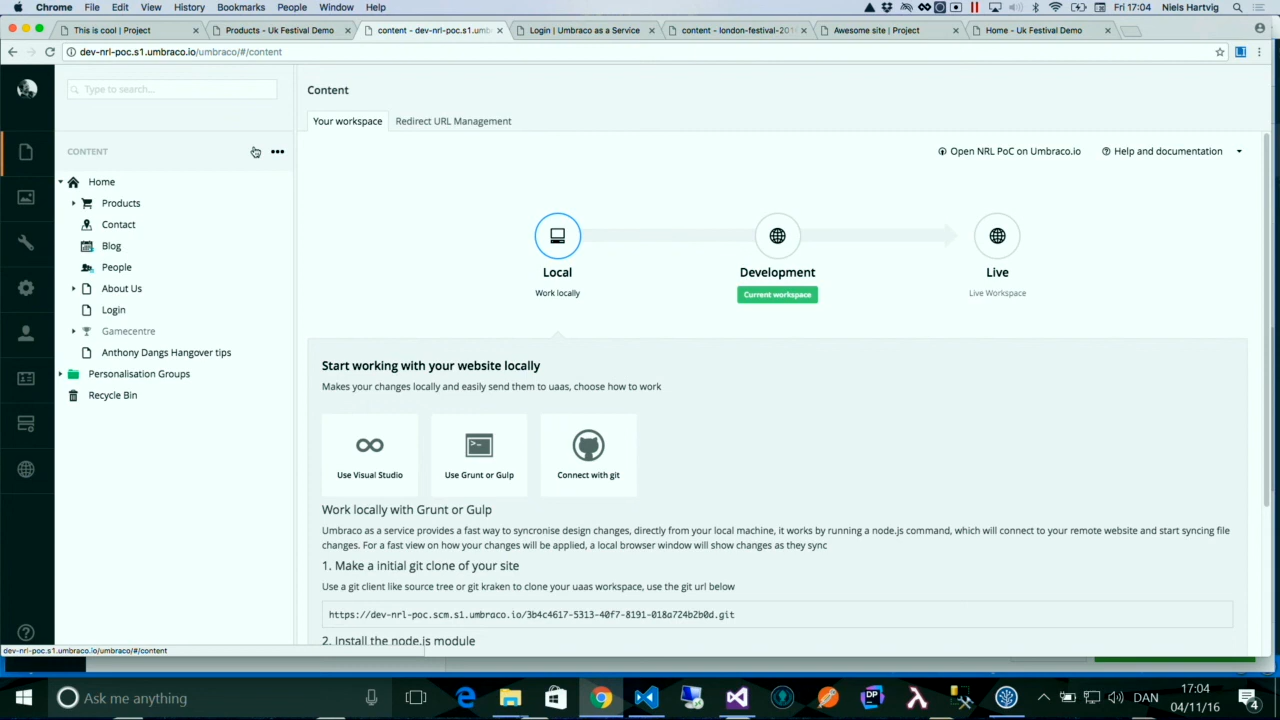 Chrome File Edit View History Bookmarks People Window Help Fri 17:04 Niels Hartvig
This is cool | Project Products - Uk Festival Demo content - dev-nrl-poc.s1.umb Login | Umbraco as a Service content - london-festival-201 Awesome site | Project Home - Uk Festival Demo
dev-nrl-poc.s1.umbraco.io/umbraco/#/content
Type to search...
Content
Your workspace Redirect URL Management
CONTENT
Open NRL PoC on Umbraco.io Help and documentation
Home
Products
Contact
Blog
People
About Us
Login
Gamecentre
Anthony Dangs Hangover tips
Personalisation Groups
Recycle Bin
Local
Work locally
Development
Current workspace
Live
Live Workspace
Start working with your website locally
Makes your changes locally and easily send them to uaas, choose how to work
Use Visual Studio Use Grunt or Gulp Connect with git
Work locally with Grunt or Gulp
Umbraco as a service provides a fast way to syncronise design changes, directly from your local machine, it works by running a node.js command, which will connect to your remote website and start syncing file
changes. For a fast view on how your changes will be applied, a local browser window will show changes as they sync
1. Make a initial git clone of your site
Use a git client like source tree or git kraken to clone your uaas workspace, use the git url below
https://dev-nrl-poc.scm.s1.umbraco.io/3b4c4617-5313-40f7-8191-018a724b2b0d.git
2. Install the node.js module
dev-nrl-poc.s1.umbraco.io/umbraco/#/content
Ask me anything
DP
DAN
17:04
04/11/16
4